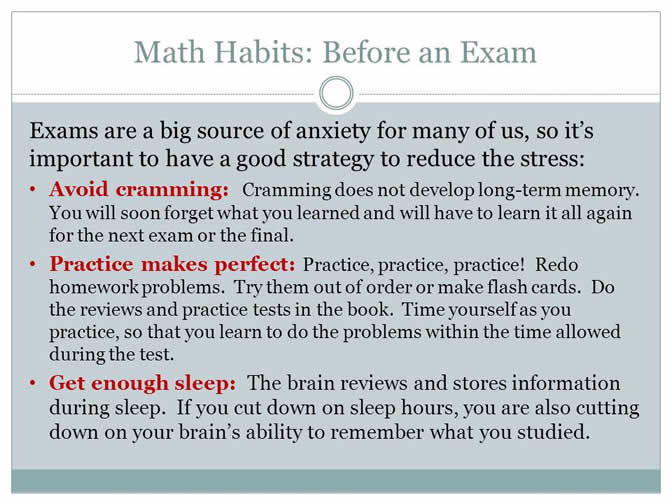 Math Habits: Before an Exam
Exams are a big source of anxiety for many of us, so it’s
important to have a good strategy to reduce the stress:
• Avoid cramming: Cramming does not develop long-term memory.
You will soon forget what you learned and will have to learn it all again
for the next exam or the final.
• Practice makes perfect: Practice, practice, practice! Redo
homework problems. Try them out of order or make flash cards. Do
the reviews and practice tests in the book. Time yourself as you
practice, so that you learn to do the problems within the time allowed
during the test.
• Get enough sleep: The brain reviews and stores information
during sleep. If you cut down on sleep hours, you are also cutting
down on your brain’s ability to remember what you studied.